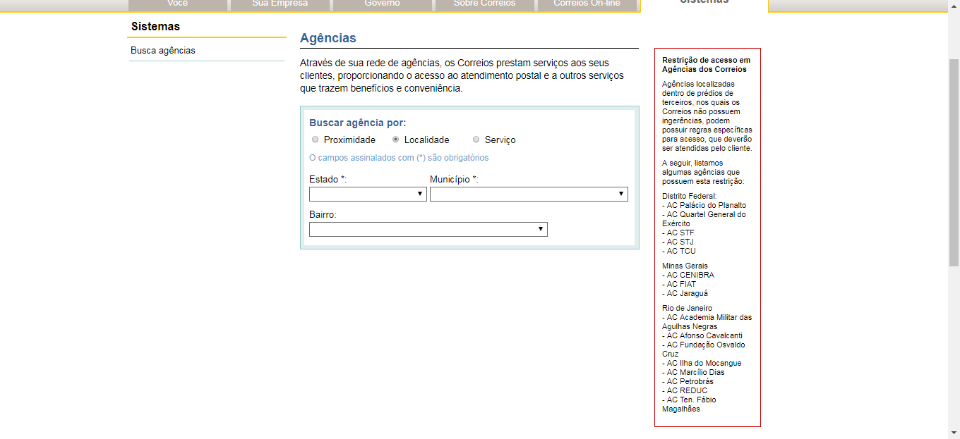 Você
Sua Empresa
Governo
Sobre Correios
Correios On-line
Sistemas
Sistemas
Busca agências
Agências
Através de sua rede de agências, os Correios prestam serviços aos seus
clientes, proporcionando o acesso ao atendimento postal e a outros serviços
que trazem benefícios e conveniência.
Buscar agência por:
Proximidade
Localidade
Serviço
O campos assinalados com (*) são obrigatórios
Estado *:
Município *:
Bairro:
Restrição de acesso em
Agências dos Correios
Agências localizadas
dentro de prédios de
terceiros, nos quais os
Correios não possuem
ingerências, podem
possuir regras específicas
para acesso, que deverão
ser atendidas pelo cliente.
A seguir, listamos
algumas agências que
possuem esta restrição:
Distrito Federal:
- AC Palácio do Planalto
- AC Quartel General do
Exército
- AC STF
- AC STJ
- AC TCU
Minas Gerais
- AC CENIBRA
- AC FIAT
- AC Jaraguá
Rio de Janeiro
- AC Academia Militar das
Agulhas Negras
- AC Afonso Cavalcanti
- AC Fundação Osvaldo
Cruz
- AC Ilha do Mocangue
- AC Marcílio Dias
- AC Petrobrás
- AC REDUC
- AC Ten. Fábio
Magalhães